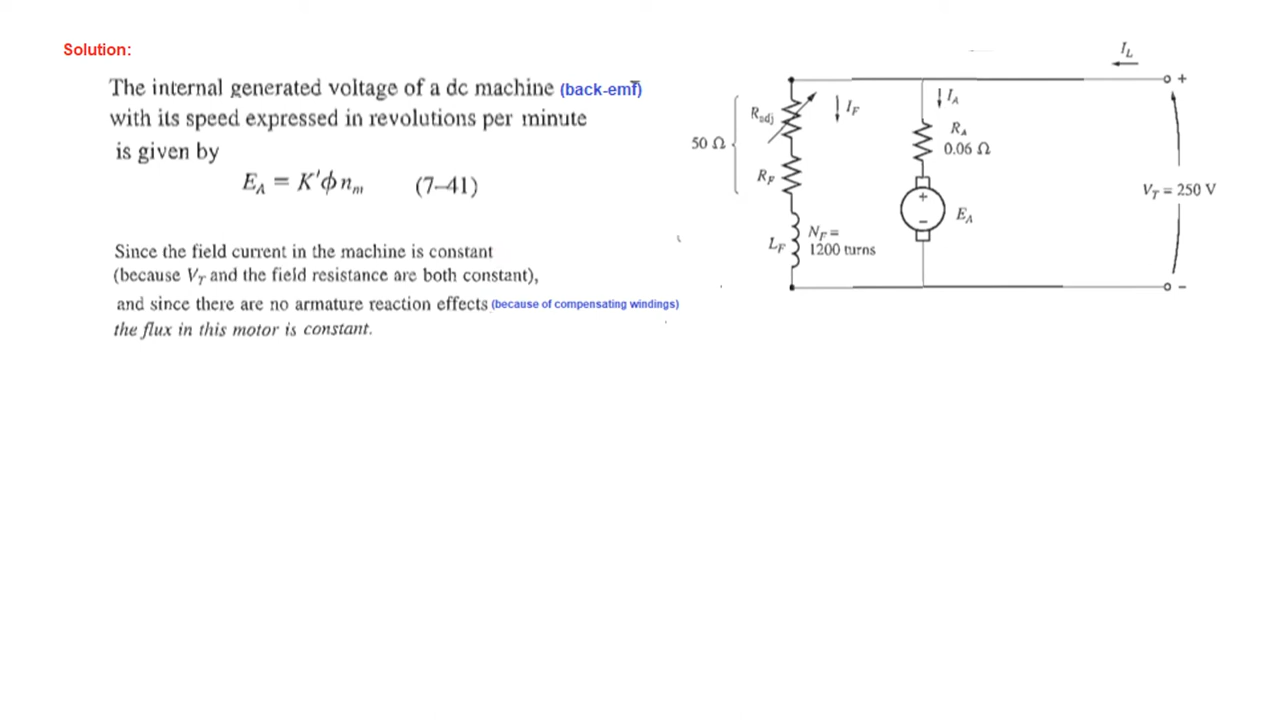 Solution:
The internal generated voltage of a dc machine (back-emf)
with its speed expressed in revolutions per minute
is given by
E_A = K'ϕn_m (7–41)
Since the field current in the machine is constant
(because V_T and the field resistance are both constant),
and since there are no armature reaction effects (because of compensating windings)
the flux in this motor is constant.
I_L
+
R_adj
I_F
I_A
R_A
0.06 Ω
50 Ω
R_F
+
–
E_A
V_T = 250 V
L_F
N_F =
1200 turns
–